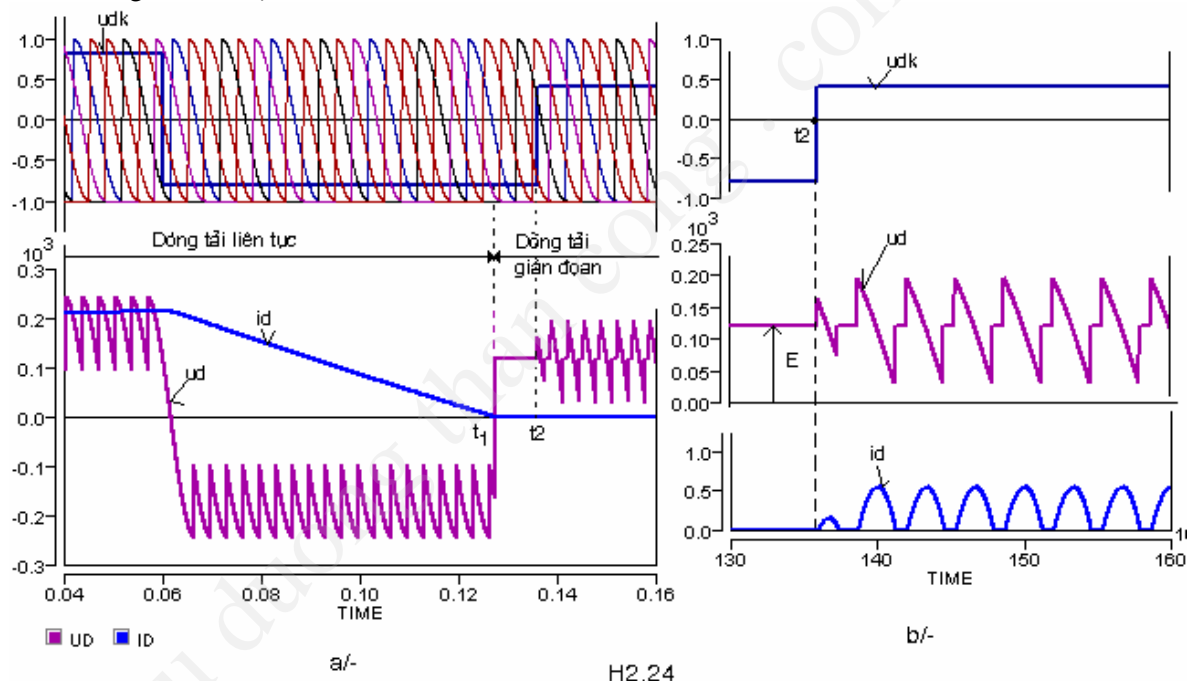 udk
1.0
0.5
0.0
-0.5
-1.0
Dòng tải liên tục
Dòng tải
gián đọan
10³
0.3
0.2
0.1
0.0
-0.1
-0.2
-0.3
id
ud
t1
t2
0.04
0.06
0.08
0.10
0.12
0.14
0.16
TIME
UD
ID
a/-
1.0
0.5
0.0
-0.5
-1.0
udk
t2
10³
0.25
0.20
0.15
0.10
0.05
0.00
ud
E
1.0
0.5
0.0
id
130
140
150
160
TIME
b/-
H2.24